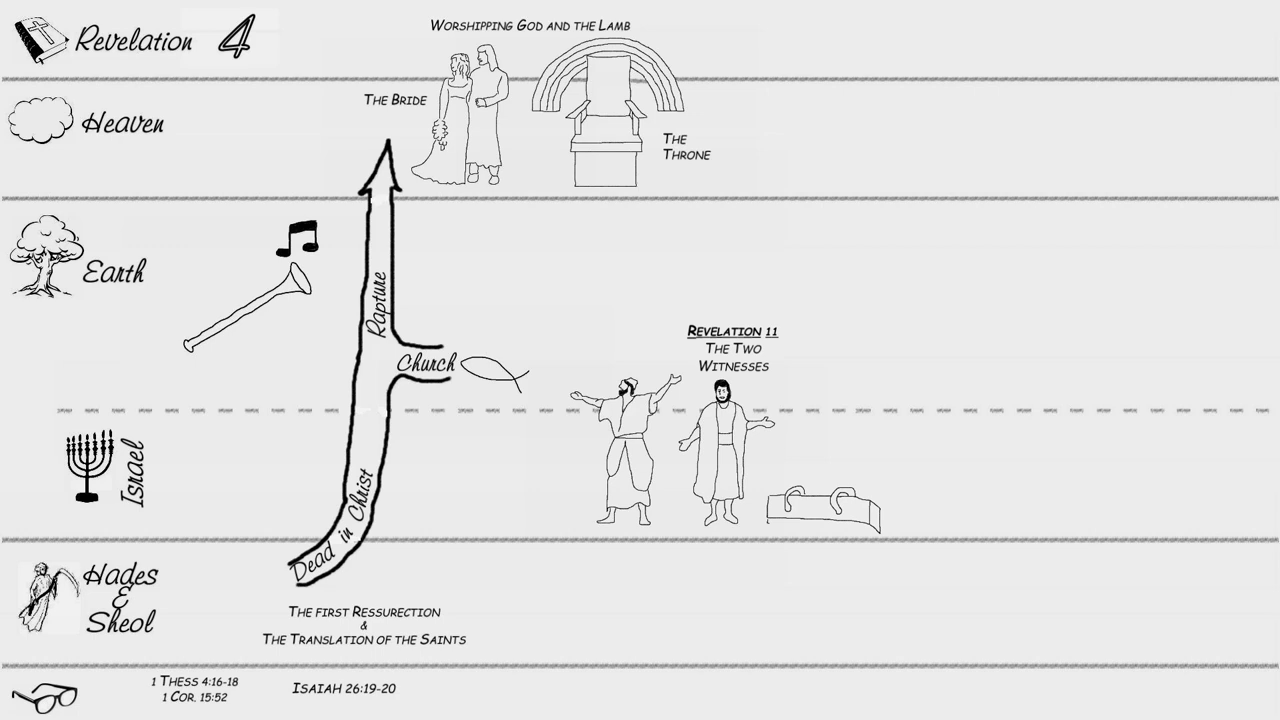 Revelation 4
WORSHIPPING GOD AND THE LAMB
THE BRIDE
Heaven
THE
THRONE
Earth
Rapture
REVELATION 11
THE TWO
WITNESSES
Church
Israel
Dead in Christ
Hades
&
Sheol
THE FIRST RESSURECTION
&
THE TRANSLATION OF THE SAINTS
1 THESS 4:16-18
1 COR. 15:52
ISAIAH 26:19-20